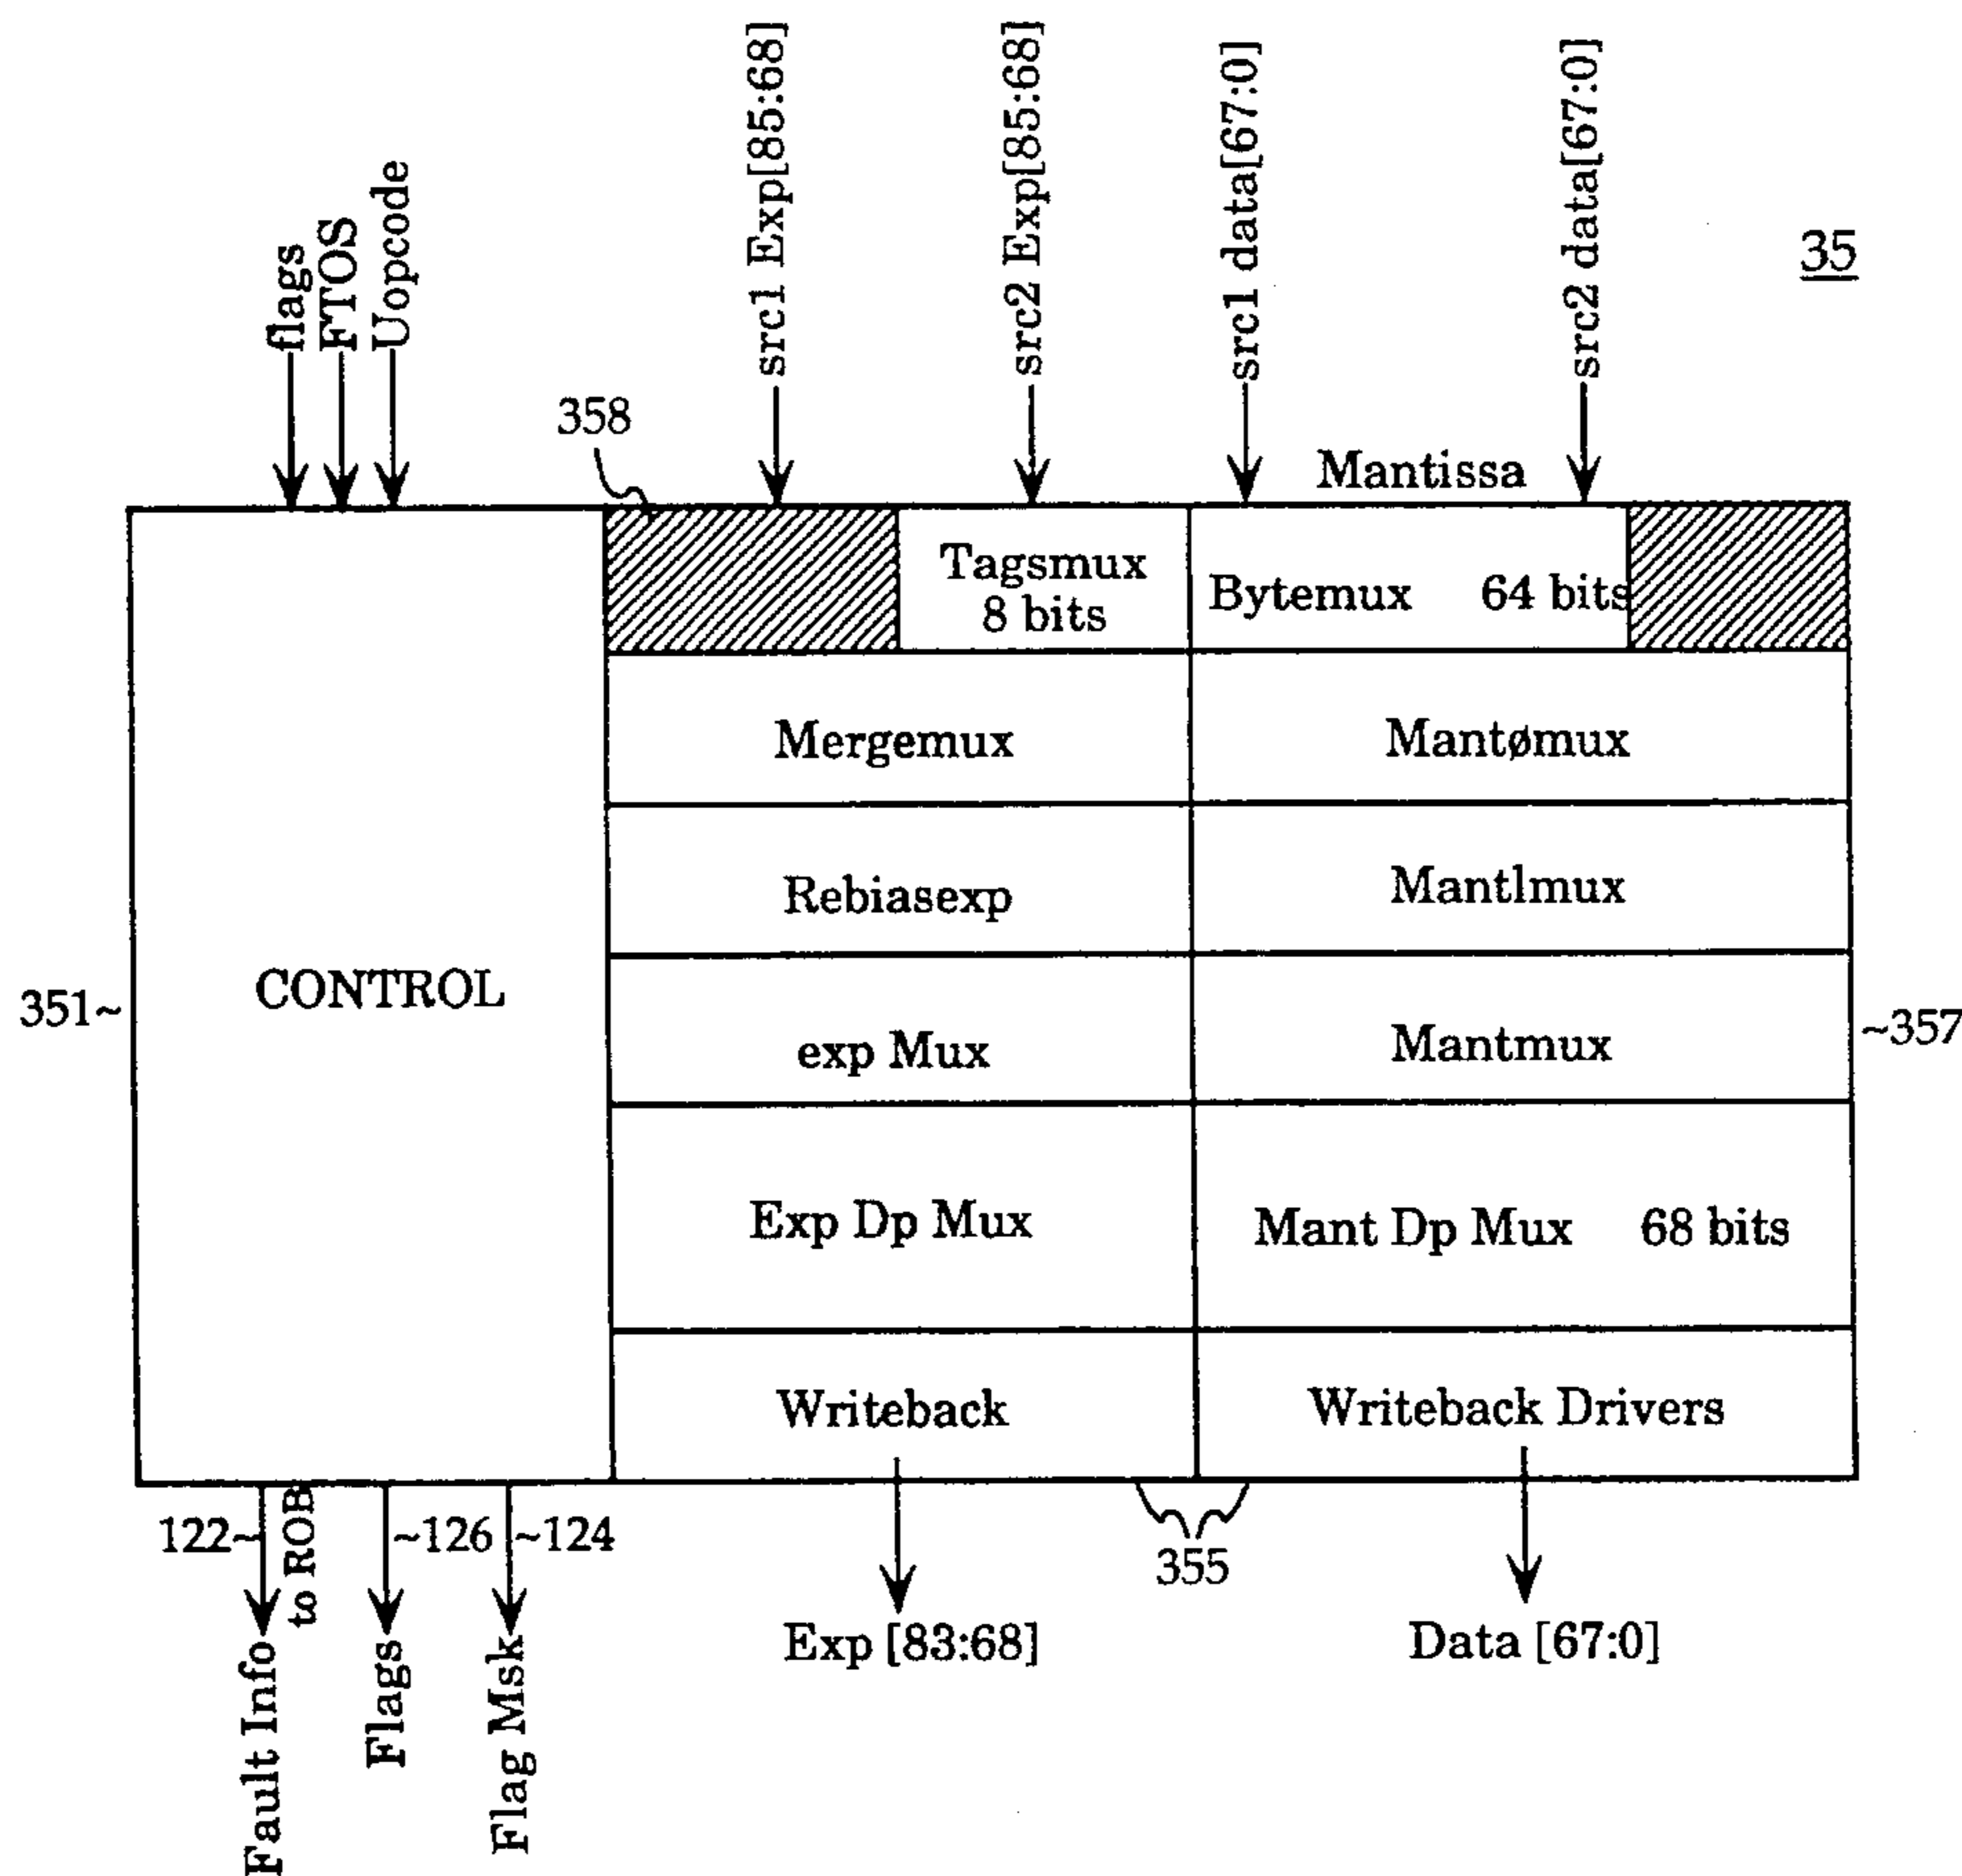 src1 Exp[85:68]
src2 Exp[85:68]
src1 data[67:0]
src2 data[67:0]
flags
FTOS
Uopcode
35
358
Mantissa
Tagsmux
8 bits
Bytemux 64 bits
Mergemux
Mantømux
Rebiasexp
Mantlmux
351~
CONTROL
exp Mux
Mantmux
~357
Exp Dp Mux
Mant Dp Mux 68 bits
Writeback
Writeback Drivers
122~
to ROB
~126
~124
355
Fault Info
Flags
Flag Msk
Exp [83:68]
Data [67:0]